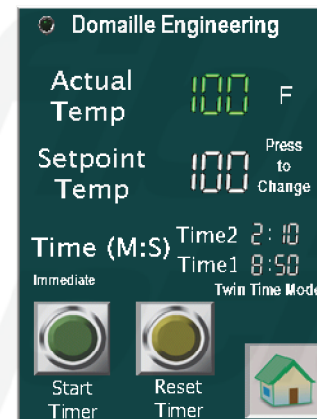 Domaille Engineering
Actual
Temp
100 F
Setpoint
Temp
100
Press
to
Change
Time (M:S)
Time2 2:10
Time1 8:50
Immediate
Twin Time Mode
Start
Timer
Reset
Timer